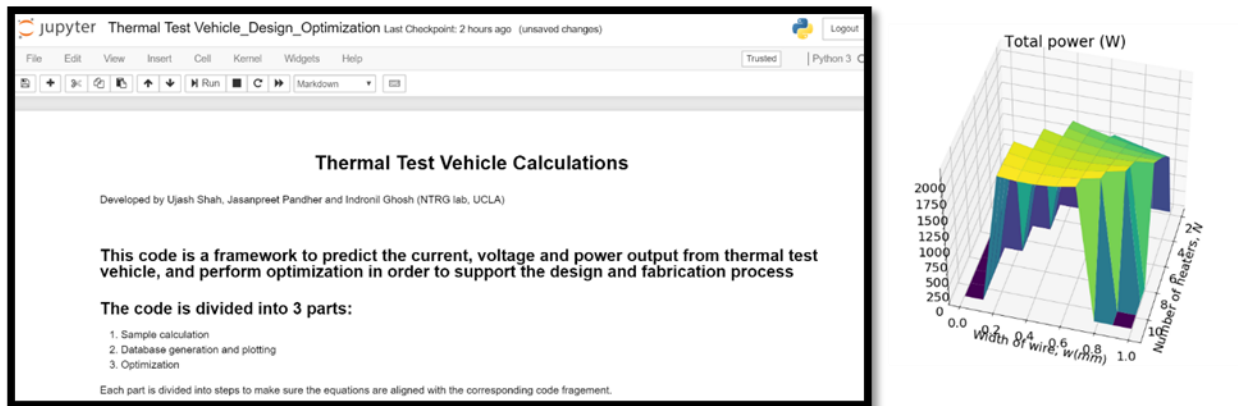 jupyter Thermal Test Vehicle_Design_Optimization Last Checkpoint: 2 hours ago (unsaved changes)
Logout
File Edit View Insert Cell Kernel Widgets Help
Trusted
Python 3
Run
Markdown
Thermal Test Vehicle Calculations
Developed by Ujash Shah, Jasanpreet Pandher and Indronil Ghosh (NTRG lab, UCLA)
This code is a framework to predict the current, voltage and power output from thermal test
vehicle, and perform optimization in order to support the design and fabrication process
The code is divided into 3 parts:
1. Sample calculation
2. Database generation and plotting
3. Optimization
Each part is divided into steps to make sure the equations are aligned with the corresponding code fragement.
Total power (W)
2000
1750
1500
1250
1000
750
500
250
0
0.0 0.2 0.4 0.6 0.8 1.0
Width of wire, w(mm)
2
4
6
8
10
Number of heaters, N